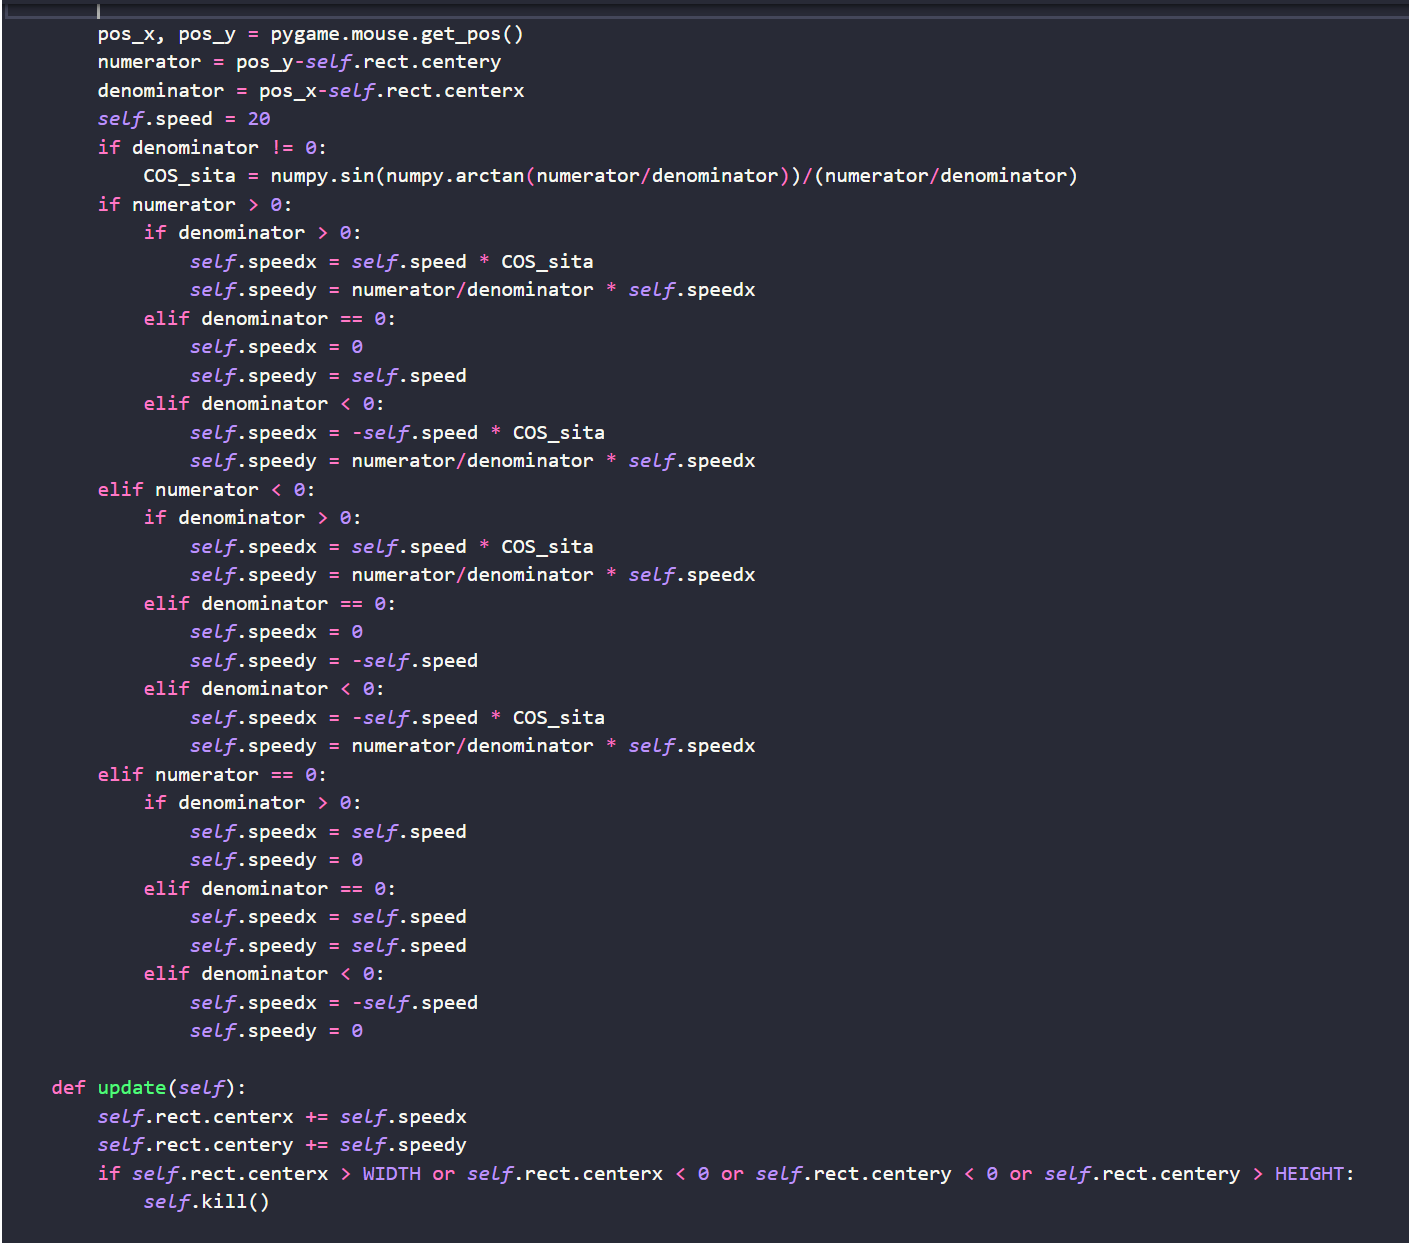 pos_x, pos_y = pygame.mouse.get_pos()
numerator = pos_y-self.rect.centery
denominator = pos_x-self.rect.centerx
self.speed = 20
if denominator != 0:
    COS_sita = numpy.sin(numpy.arctan(numerator/denominator))/(numerator/denominator)
if numerator > 0:
    if denominator > 0:
        self.speedx = self.speed * COS_sita
        self.speedy = numerator/denominator * self.speedx
    elif denominator == 0:
        self.speedx = 0
        self.speedy = self.speed
    elif denominator < 0:
        self.speedx = -self.speed * COS_sita
        self.speedy = numerator/denominator * self.speedx
elif numerator < 0:
    if denominator > 0:
        self.speedx = self.speed * COS_sita
        self.speedy = numerator/denominator * self.speedx
    elif denominator == 0:
        self.speedx = 0
        self.speedy = -self.speed
    elif denominator < 0:
        self.speedx = -self.speed * COS_sita
        self.speedy = numerator/denominator * self.speedx
elif numerator == 0:
    if denominator > 0:
        self.speedx = self.speed
        self.speedy = 0
    elif denominator == 0:
        self.speedx = self.speed
        self.speedy = self.speed
    elif denominator < 0:
        self.speedx = -self.speed
        self.speedy = 0
def update(self):
    self.rect.centerx += self.speedx
    self.rect.centery += self.speedy
    if self.rect.centerx > WIDTH or self.rect.centerx < 0 or self.rect.centery < 0 or self.rect.centery > HEIGHT:
        self.kill()